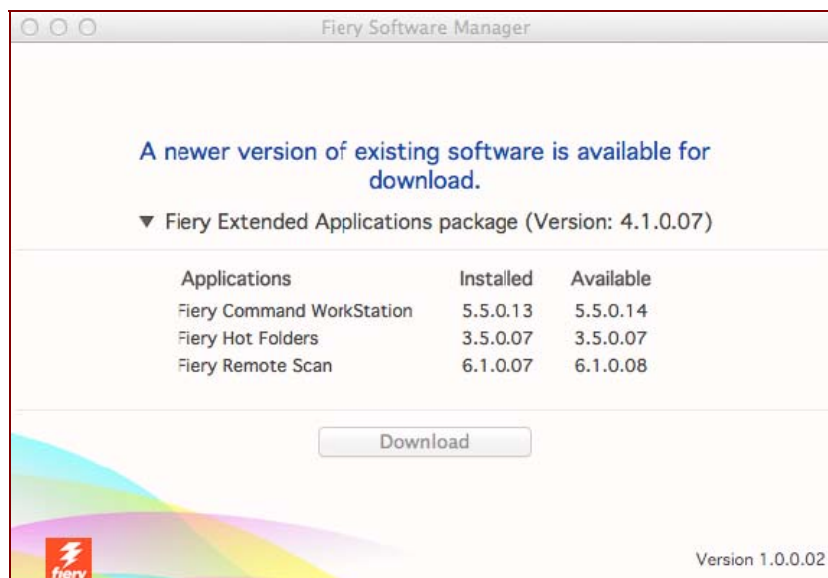 Fiery Software Manager
A newer version of existing software is available for
download.
▼ Fiery Extended Applications package (Version: 4.1.0.07)
Applications Installed Available
Fiery Command WorkStation 5.5.0.13 5.5.0.14
Fiery Hot Folders 3.5.0.07 3.5.0.07
Fiery Remote Scan 6.1.0.07 6.1.0.08
Download
fiery
Version 1.0.0.02